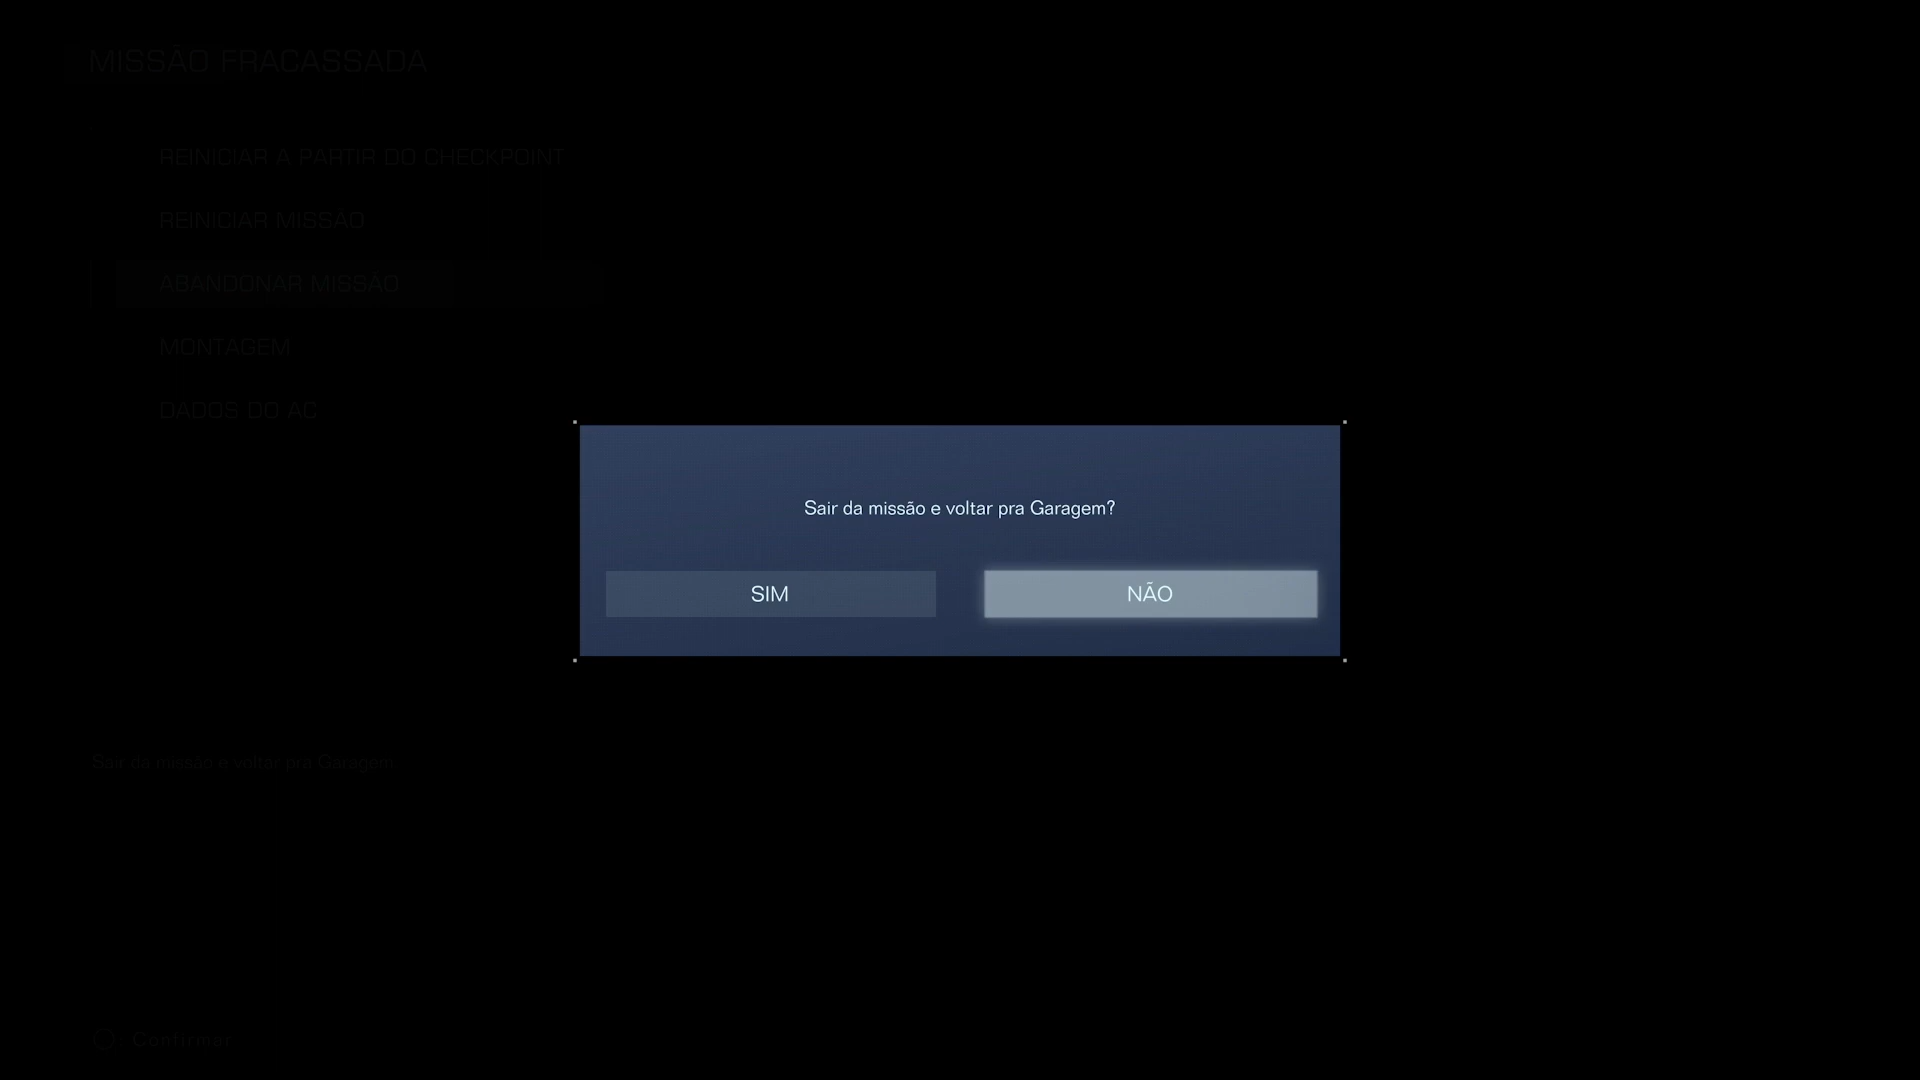 MISSÃO FRACASSADA
REINICIAR A PARTIR DO CHECKPOINT
REINICIAR MISSÃO
ABANDONAR MISSÃO
MONTAGEM
DADOS DO AC
Sair da missão e voltar pra Garagem?
SIM
NÃO
Sair da missão e voltar pra Garagem
Confirmar